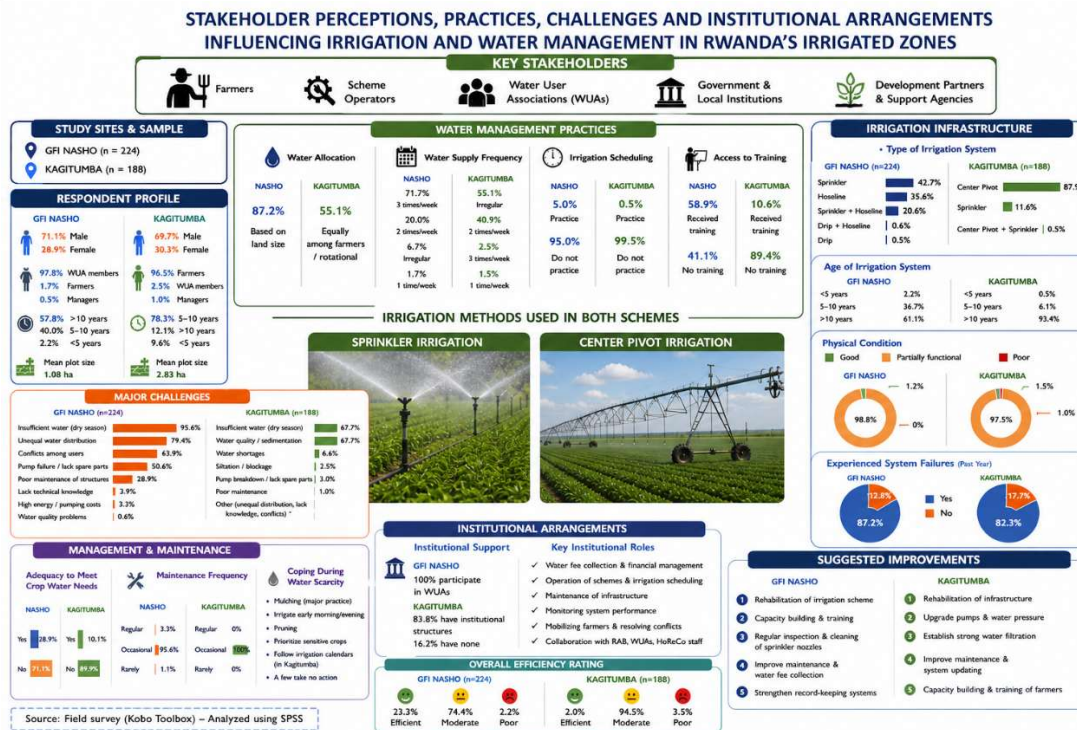 STAKEHOLDER PERCEPTIONS, PRACTICES, CHALLENGES AND INSTITUTIONAL ARRANGEMENTS
INFLUENCING IRRIGATION AND WATER MANAGEMENT IN RWANDA'S IRRIGATED ZONES
KEY STAKEHOLDERS
Farmers
Scheme
Operators
Water User
Associations (WUAs)
Government &
Local Institutions
Development Partners
& Support Agencies
STUDY SITES & SAMPLE
GFI NASHO (n = 224)
KAGITUMBA (n = 188)
RESPONDENT PROFILE
GFI NASHO
71.1% Male
28.9% Female
97.8% WUA members
1.7% Farmers
0.5% Managers
57.8% >10 years
40.0% 5–10 years
2.2% <5 years
Mean plot size
1.08 ha
KAGITUMBA
69.7% Male
30.3% Female
96.5% Farmers
2.5% WUA members
1.0% Managers
78.3% 5–10 years
12.1% >10 years
9.6% <5 years
Mean plot size
2.83 ha
WATER MANAGEMENT PRACTICES
Water Allocation
NASHO
87.2%
Based on
land size
KAGITUMBA
55.1%
Equally
among farmers
/ rotational
Water Supply Frequency
NASHO
71.7%
3 times/week
20.0%
2 times/week
6.7%
Irregular
1.7%
1 time/week
KAGITUMBA
55.1%
Irregular
40.9%
2 times/week
2.5%
3 times/week
1.5%
1 time/week
Irrigation Scheduling
NASHO
5.0%
Practice
95.0%
Do not
practice
KAGITUMBA
0.5%
Practice
99.5%
Do not
practice
Access to Training
NASHO
58.9%
Received
training
41.1%
No training
KAGITUMBA
10.6%
Received
training
89.4%
No training
IRRIGATION METHODS USED IN BOTH SCHEMES
SPRINKLER IRRIGATION
CENTER PIVOT IRRIGATION
IRRIGATION INFRASTRUCTURE
• Type of Irrigation System
GFI NASHO (n=224)
Sprinkler 42.7%
Hoseline 35.6%
Sprinkler + Hoseline 20.6%
Drip + Hoseline 0.6%
Drip 0.5%
KAGITUMBA (n=188)
Center Pivot 87.9
Sprinkler 11.6%
Center Pivot + Sprinkler 0.5%
Age of Irrigation System
GFI NASHO
<5 years 2.2%
5–10 years 36.7%
>10 years 61.1%
KAGITUMBA
<5 years 0.5%
5–10 years 6.1%
>10 years 93.4%
Physical Condition
Good
Partially functional
Poor
GFI NASHO
1.2%
98.8%
0%
KAGITUMBA
1.5%
97.5%
1.0%
Experienced System Failures (Past Year)
GFI NASHO
12.8%
87.2%
Yes
No
KAGITUMBA
17.7%
82.3%
MAJOR CHALLENGES
GFI NASHO (n=224)
Insufficient water (dry season) 95.6%
Unequal water distribution 79.4%
Conflicts among users 63.9%
Pump failure / lack spare parts 50.6%
Poor maintenance of structures 28.9%
Lack technical knowledge 3.9%
High energy / pumping costs 3.3%
Water quality problems 0.6%
KAGITUMBA (n=188)
Insufficient water (dry season) 67.7%
Water quality / sedimentation 67.7%
Water shortages 6.6%
Siltation / blockage 2.5%
Pump breakdown / lack spare parts 3.0%
Poor maintenance 1.0%
Other (unequal distribution, lack
knowledge, conflicts)
MANAGEMENT & MAINTENANCE
Adequacy to Meet
Crop Water Needs
NASHO
Yes 28.9%
No 71.1%
KAGITUMBA
Yes 10.1%
No 89.9%
Maintenance Frequency
NASHO
Regular 3.3%
Occasional 95.6%
Rarely 1.1%
KAGITUMBA
Regular 0%
Occasional 100%
Rarely 0%
Coping During
Water Scarcity
• Mulching (major practice)
• Irrigate early morning/evening
• Pruning
• Prioritize sensitive crops
• Follow irrigation calendars
(in Kagitumba)
• A few take no action
INSTITUTIONAL ARRANGEMENTS
Institutional Support
GFI NASHO
100% participate
in WUAs
KAGITUMBA
83.8% have institutional
structures
16.2% have none
Key Institutional Roles
✓ Water fee collection & financial management
✓ Operation of schemes & irrigation scheduling
✓ Maintenance of infrastructure
✓ Monitoring system performance
✓ Mobilizing farmers & resolving conflicts
✓ Collaboration with RAB, WUAs, HoReCo staff
OVERALL EFFICIENCY RATING
GFI NASHO (n=224)
23.3%
Efficient
74.4%
Moderate
2.2%
Poor
KAGITUMBA (n=188)
2.0%
Efficient
94.5%
Moderate
3.5%
Poor
SUGGESTED IMPROVEMENTS
GFI NASHO
1 Rehabilitation of irrigation scheme
2 Capacity building & training
3 Regular inspection & cleaning
of sprinkler nozzles
4 Improve maintenance &
water fee collection
5 Strengthen record-keeping systems
KAGITUMBA
1 Rehabilitation of infrastructure
2 Upgrade pumps & water pressure
3 Establish strong water filtration
4 Improve maintenance &
system updating
5 Capacity building & training of farmers
Source: Field survey (Kobo Toolbox) – Analyzed using SPSS